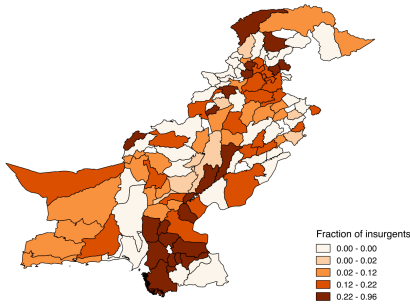 Fraction of insurgents
0.00 - 0.00
0.00 - 0.02
0.02 - 0.12
0.12 - 0.22
0.22 - 0.96